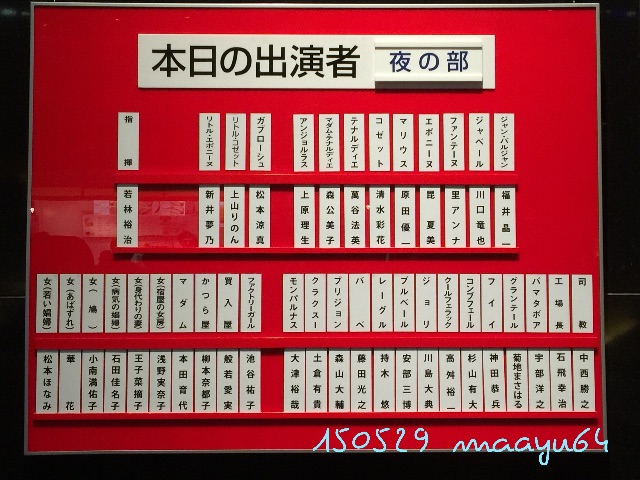 本日の出演者 夜の部
ジャン・バルジャン
福井晶一
ジャベール
川口竜也
ファンテーヌ
里アンナ
エポニーヌ
昆夏美
マリウス
原田優一
コゼット
清水彩花
テナルディエ
萬谷法英
マダムテナルディエ
森公美子
アンジョルラス
上原理生
ガブローシュ
松本涼真
リトル・コゼット
上山りのん
リトル・エポニーヌ
新井夢乃
指揮
若林裕治
司教
中西勝之
工場長
石飛幸治
バマタボア
宇部洋之
グランテール
菊地まさはる
フイイ
神田恭兵
コンブフェール
杉山有大
クールフェラック
高舛裕一
ジョリ
川島大典
プルベール
安部三博
レーグル
持木悠
バベ
藤田光之
ブリジョン
森山大輔
クラクスー
土倉有貴
モンパルナス
大津裕哉
ファクトリーガール
池谷祐子
買入屋
般若愛実
かつら屋
柳本奈都子
マダム
本田育代
女(宿屋の女房)
浅野実奈子
女(身代わりの妻)
王子菜摘子
女(病気の娼婦)
石田佳名子
女(鳩)
小南満佑子
女(あばずれ)
華花
女(若い娼婦)
松本ほなみ
150529 maayu64